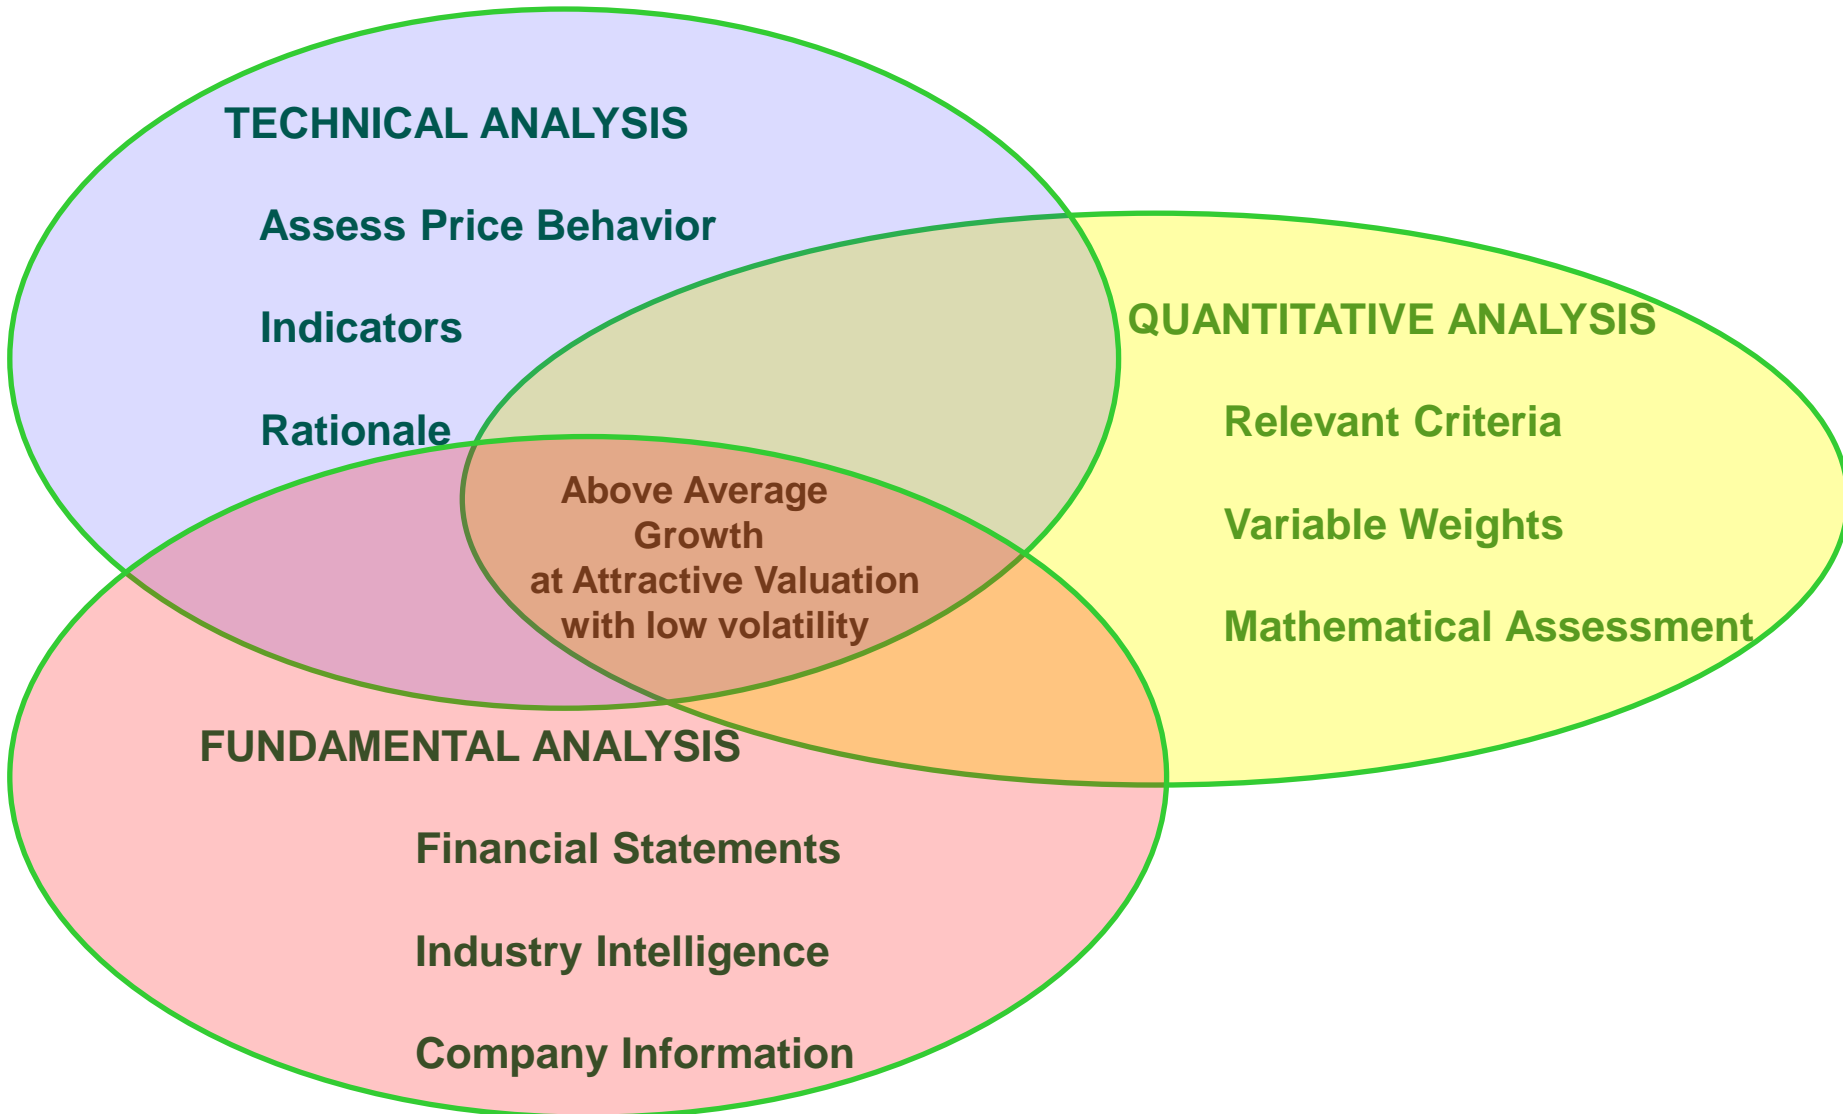 TECHNICAL ANALYSIS
Assess Price Behavior
Indicators
Rationale
QUANTITATIVE ANALYSIS
Relevant Criteria
Variable Weights
Mathematical Assessment
Above Average
Growth
at Attractive Valuation
with low volatility
FUNDAMENTAL ANALYSIS
Financial Statements
Industry Intelligence
Company Information